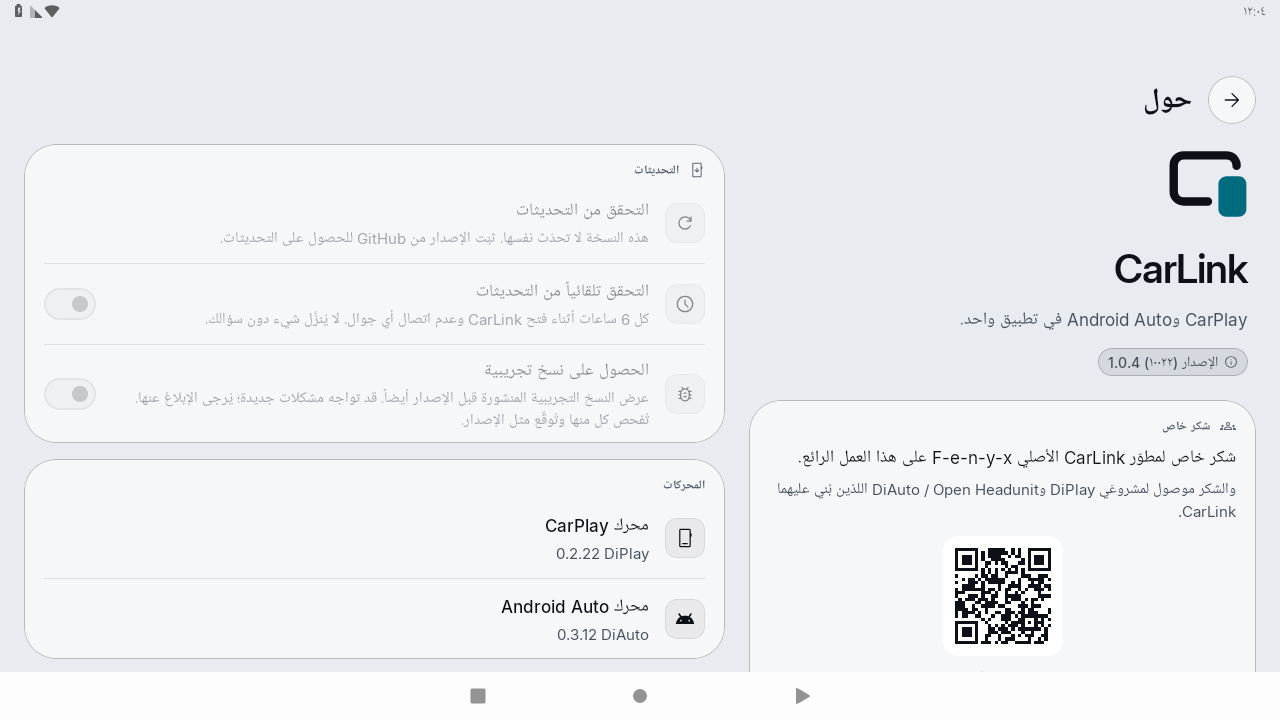 ١٢:٠٤
حول
CarLink
CarPlay وAndroid Auto في تطبيق واحد.
الإصدار 1.0.4 (١٠٠٢٢)
شكر خاص
شكر خاص لمطوّر CarLink الأصلي F-e-n-y-x على هذا العمل الرائع.
والشكر موصول لمشروعَي DiPlay وDiAuto / Open Headunit اللذين بُني عليهما
CarLink.
التحديثات
التحقق من التحديثات
هذه النسخة لا تحدّث نفسها. ثبّت الإصدار من GitHub للحصول على التحديثات.
التحقق تلقائياً من التحديثات
كل 6 ساعات أثناء فتح CarLink وعدم اتصال أي جوال. لا يُنزَّل شيء دون سؤالك.
الحصول على نسخ تجريبية
عرض النسخ التجريبية المنشورة قبل الإصدار أيضاً. قد تواجه مشكلات جديدة؛ يُرجى الإبلاغ عنها.
تُفحص كل منها وتُوقَّع مثل الإصدار.
المحركات
محرك CarPlay
0.2.22 DiPlay
محرك Android Auto
0.3.12 DiAuto